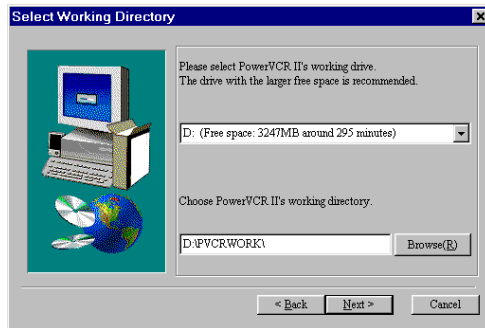 Select Working Directory
Please select PowerVCR II's working drive.
The drive with the larger free space is recommended.
D: (Free space: 3247MB around 295 minutes)
Choose PowerVCR II's working directory.
D:\PVCRWORK\
Browse(R)
< Back
Next >
Cancel